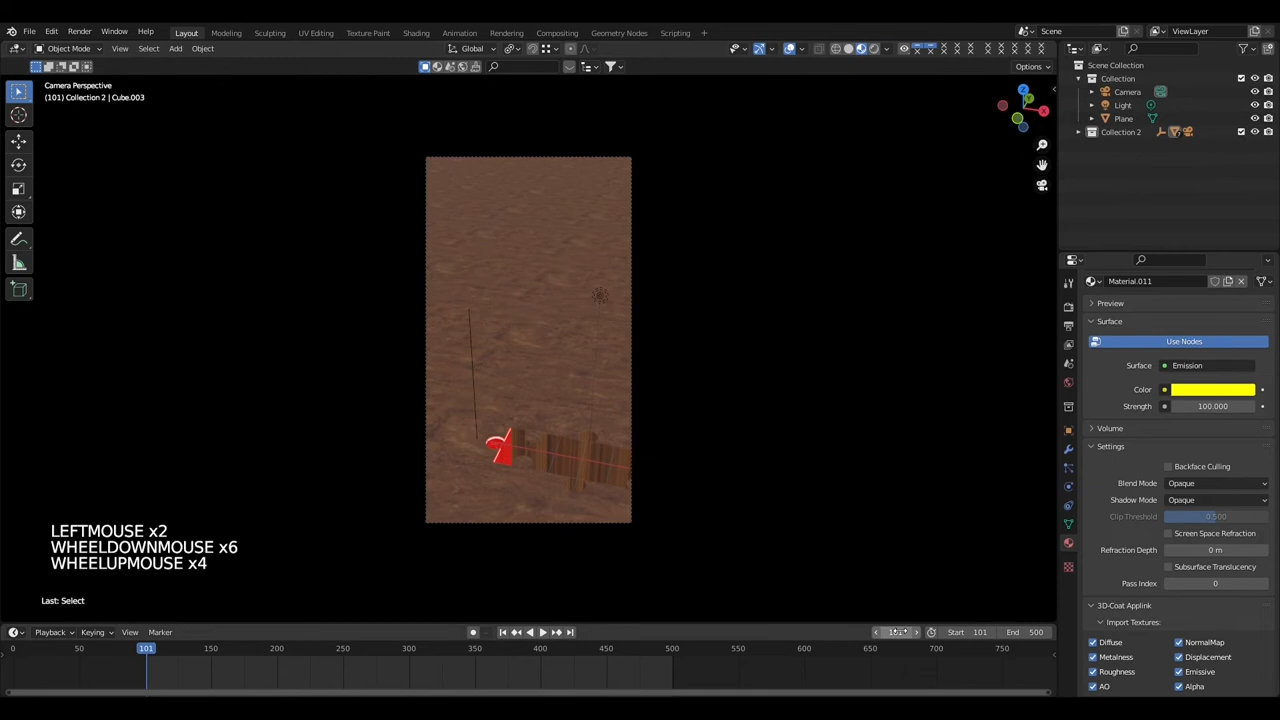 File Edit Render Window Help Layout Modeling Sculpting UV Editing Texture Paint Shading Animation Rendering Compositing Geometry Nodes Scripting + Scene ViewLayer
Object Mode View Select Add Object Global
Options
Camera Perspective
(101) Collection 2 | Cube.003
Scene Collection
Collection
Camera
Light
Plane
Collection 2
Z
Y
X
Material.011
Preview
Surface
Use Nodes
Surface Emission
Color
Strength 100.000
Volume
Settings
Backface Culling
Blend Mode Opaque
Shadow Mode Opaque
Clip Threshold 0.500
Screen Space Refraction
Refraction Depth 0 m
Subsurface Translucency
Pass Index 0
3D-Coat Applink
Import Textures:
Diffuse NormalMap
Metalness Displacement
Roughness Emissive
AO Alpha
LEFTMOUSE x2
WHEELDOWNMOUSE x6
WHEELUPMOUSE x4
Last: Select
Playback Keying View Marker Start 101 End 500
0 50 101 150 200 250 300 350 400 450 500 550 600 650 700 750